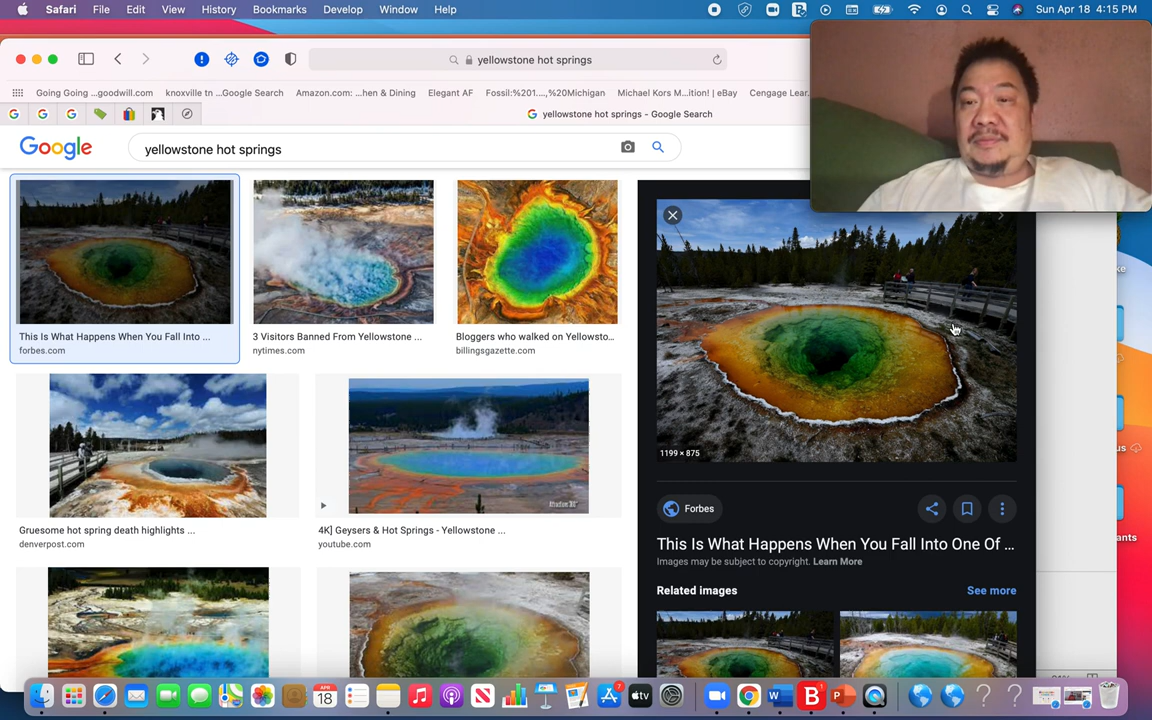 Safari File Edit View History Bookmarks Develop Window Help Sun Apr 18 4:15 PM
yellowstone hot springs
Going Going ...goodwill.com knoxville tn ...Google Search Amazon.com: ...hen & Dining Elegant AF Fossil:%201....,%20Michigan Michael Kors M...ition! | eBay Cengage Lear
yellowstone hot springs - Google Search
Google yellowstone hot springs
This Is What Happens When You Fall Into ...
forbes.com
3 Visitors Banned From Yellowstone ...
nytimes.com
Bloggers who walked on Yellowsto...
billingsgazette.com
1199 × 875
Gruesome hot spring death highlights ...
denverpost.com
4K] Geysers & Hot Springs - Yellowstone ...
youtube.com
Forbes
This Is What Happens When You Fall Into One Of ...
Images may be subject to copyright. Learn More
Related images See more
ke
us
ants
APR
18